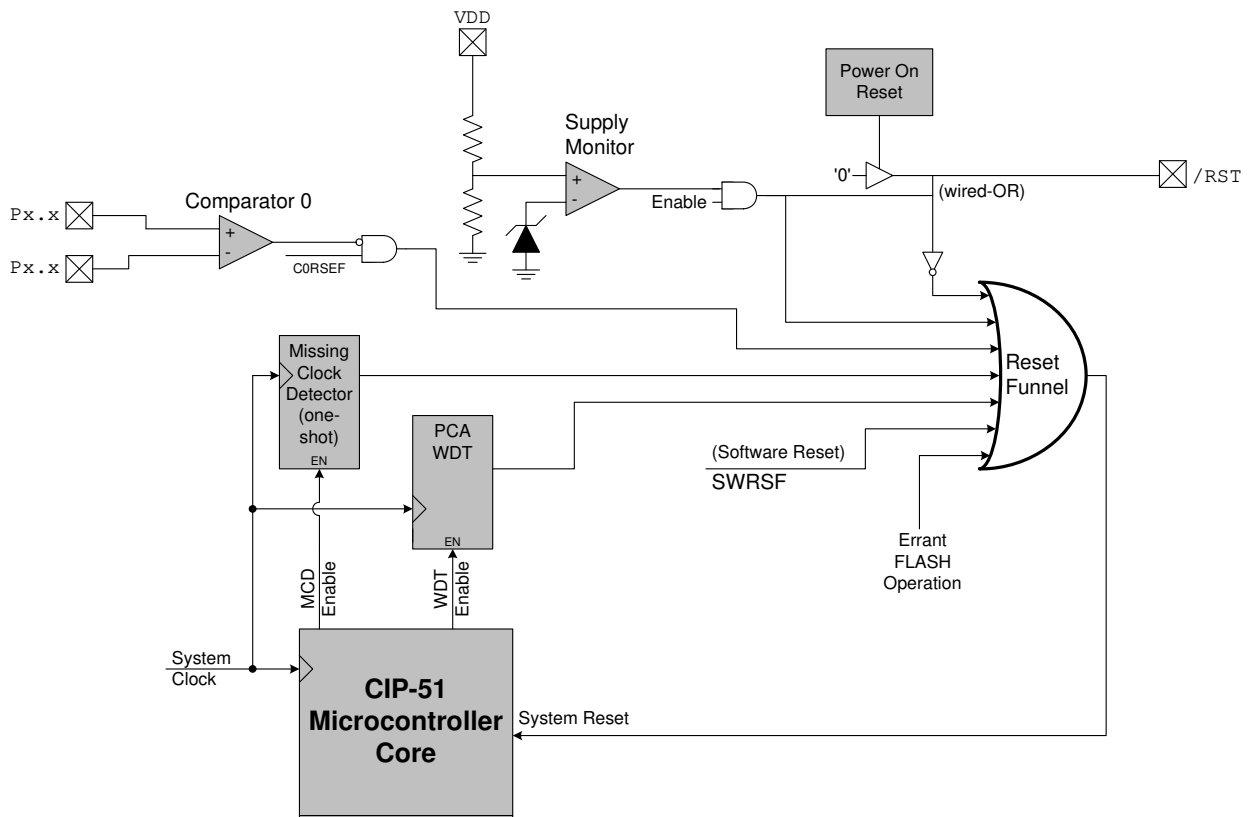 VDD
Power On
Reset
Supply
Monitor
+
-
Enable
'0'
(wired-OR)
/RST
Px.x
Px.x
Comparator 0
+
-
C0RSEF
Missing
Clock
Detector
(one-
shot)
EN
PCA
WDT
EN
(Software Reset)
SWRSF
Errant
FLASH
Operation
Reset
Funnel
MCD
Enable
WDT
Enable
System
Clock
CIP-51
Microcontroller
Core
System Reset